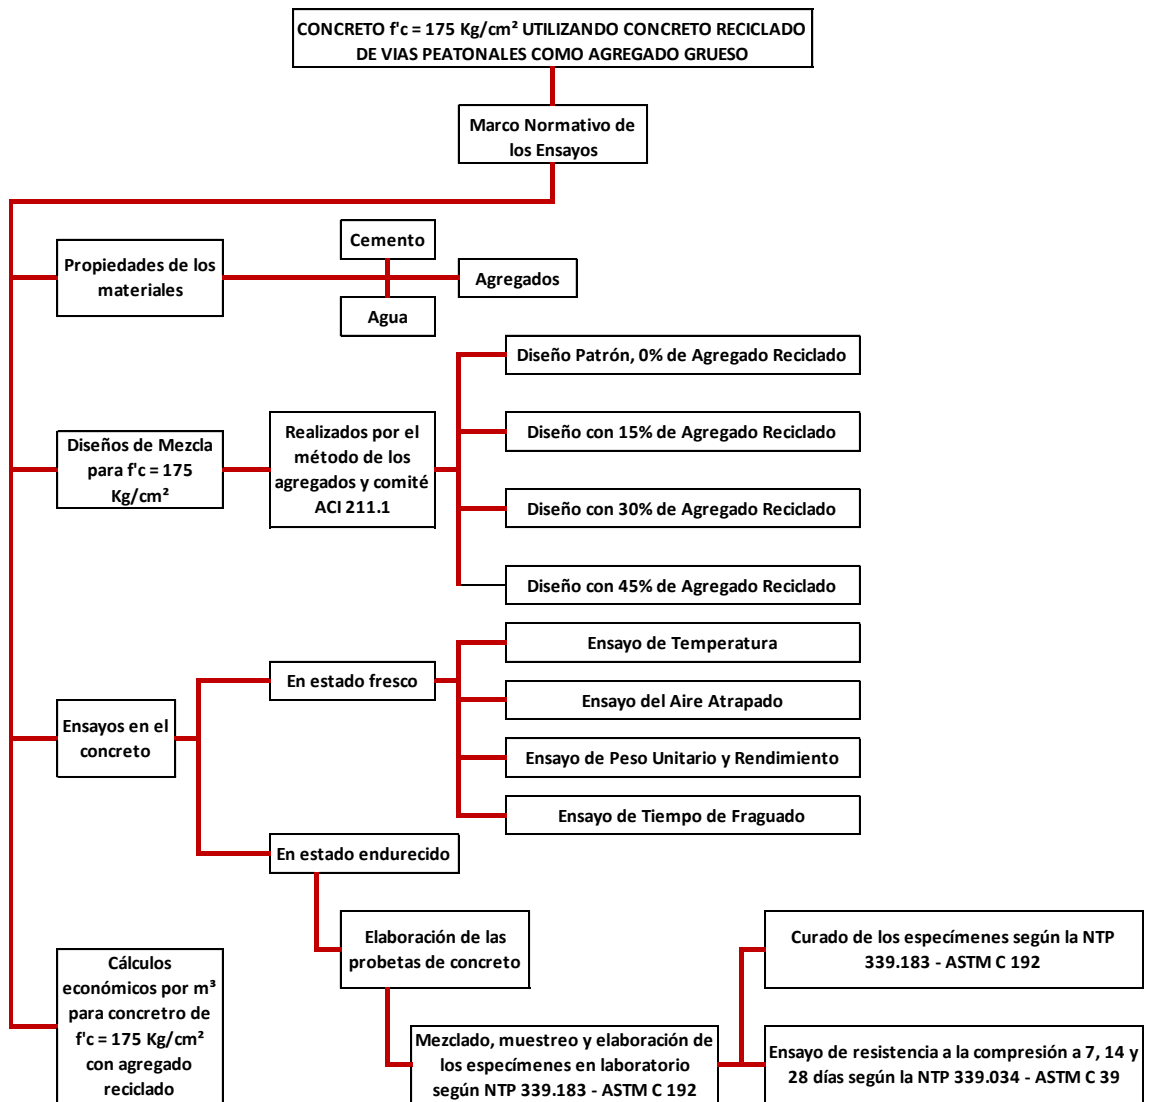 CONCRETO f'c = 175 Kg/cm² UTILIZANDO CONCRETO RECICLADO
DE VIAS PEATONALES COMO AGREGADO GRUESO
Marco Normativo de
los Ensayos
Propiedades de los
materiales
Cemento
Agregados
Agua
Diseños de Mezcla
para f'c = 175
Kg/cm²
Realizados por el
método de los
agregados y comité
ACI 211.1
Diseño Patrón, 0% de Agregado Reciclado
Diseño con 15% de Agregado Reciclado
Diseño con 30% de Agregado Reciclado
Diseño con 45% de Agregado Reciclado
Ensayos en el
concreto
En estado fresco
Ensayo de Temperatura
Ensayo del Aire Atrapado
Ensayo de Peso Unitario y Rendimiento
Ensayo de Tiempo de Fraguado
En estado endurecido
Elaboración de las
probetas de concreto
Mezclado, muestreo y elaboración de
los especímenes en laboratorio
según NTP 339.183 - ASTM C 192
Curado de los especímenes según la NTP
339.183 - ASTM C 192
Ensayo de resistencia a la compresión a 7, 14 y
28 días según la NTP 339.034 - ASTM C 39
Cálculos
económicos por m³
para concretro de
f'c = 175 Kg/cm²
con agregado
reciclado